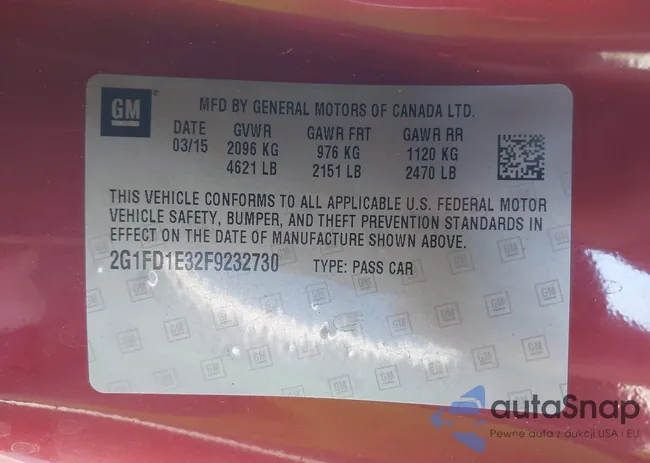 GM
MFD BY GENERAL MOTORS OF CANADA LTD.
DATE GVWR GAWR FRT GAWR RR
03/15 2096 KG 976 KG 1120 KG
4621 LB 2151 LB 2470 LB
THIS VEHICLE CONFORMS TO ALL APPLICABLE U.S. FEDERAL MOTOR
VEHICLE SAFETY, BUMPER, AND THEFT PREVENTION STANDARDS IN
EFFECT ON THE DATE OF MANUFACTURE SHOWN ABOVE.
2G1FD1E32F9232730 TYPE: PASS CAR
autoSnap
Pewne auta z aukcji USA i EU